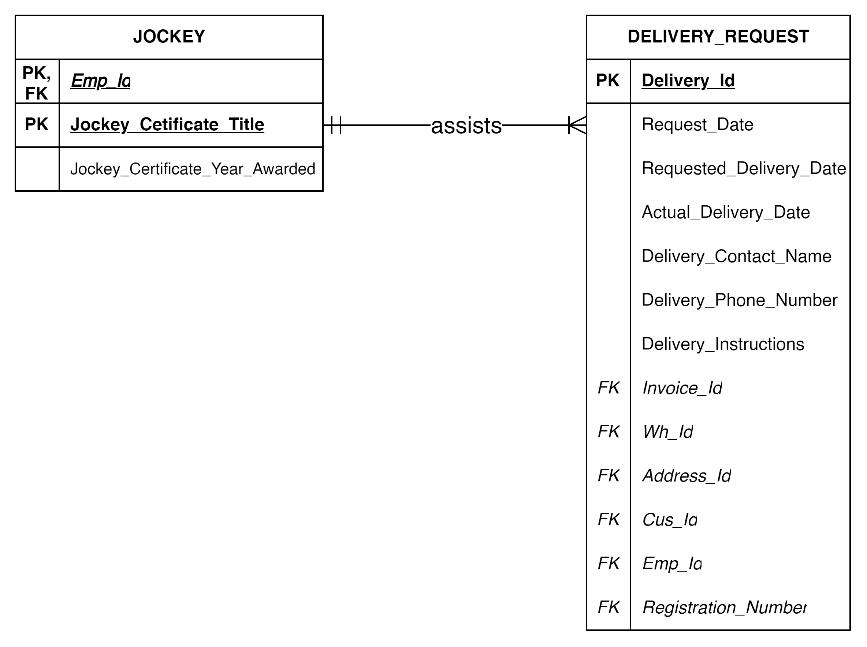 JOCKEY
PK, FK Emp_Id
PK Jockey_Cetificate_Title
Jockey_Certificate_Year_Awarded
assists
DELIVERY_REQUEST
PK Delivery_Id
Request_Date
Requested_Delivery_Date
Actual_Delivery_Date
Delivery_Contact_Name
Delivery_Phone_Number
Delivery_Instructions
FK Invoice_Id
FK Wh_Id
FK Address_Id
FK Cus_Id
FK Emp_Id
FK Registration_Number